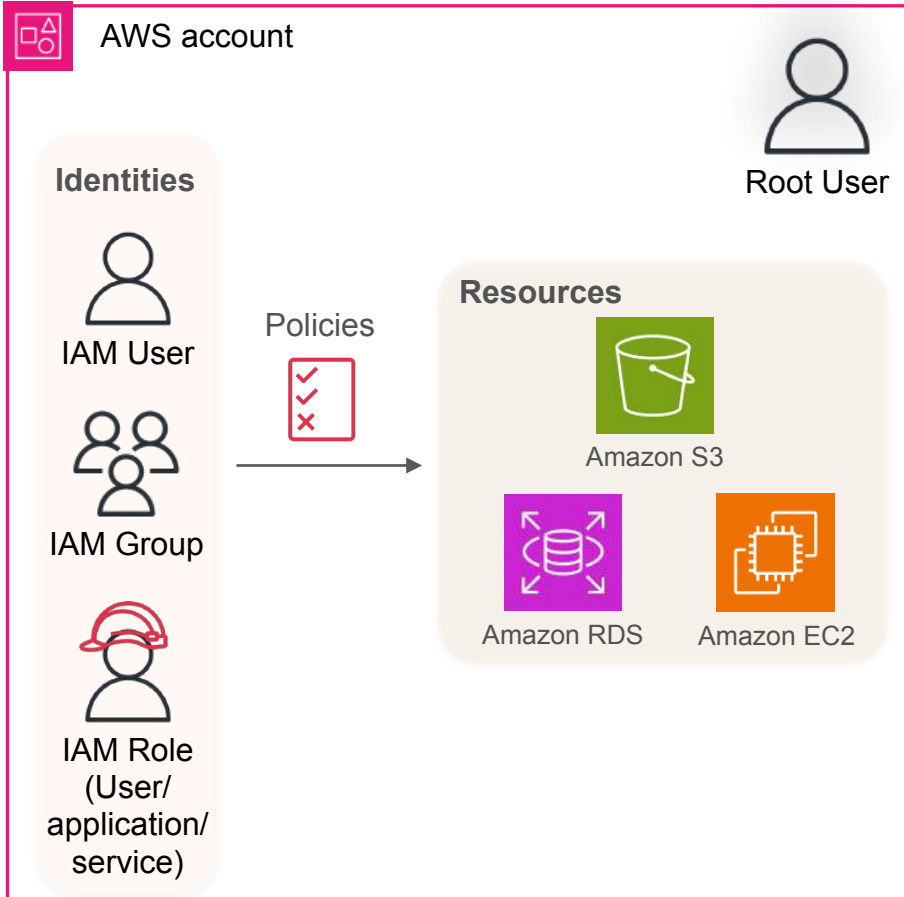 AWS account
Root User
Identities
IAM User
IAM Group
IAM Role
(User/
application/
service)
Policies
Resources
Amazon S3
Amazon RDS
Amazon EC2